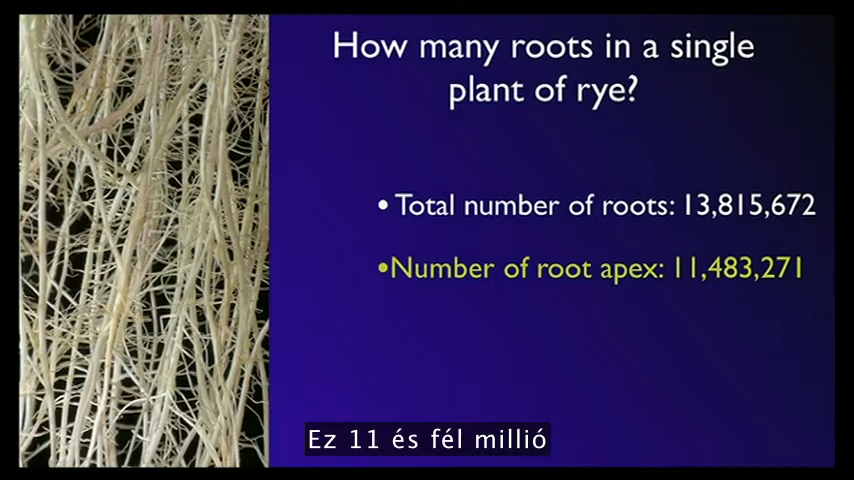 How many roots in a single
plant of rye?
• Total number of roots: 13,815,672
•Number of root apex: 11,483,271
Ez 11 és fél millió